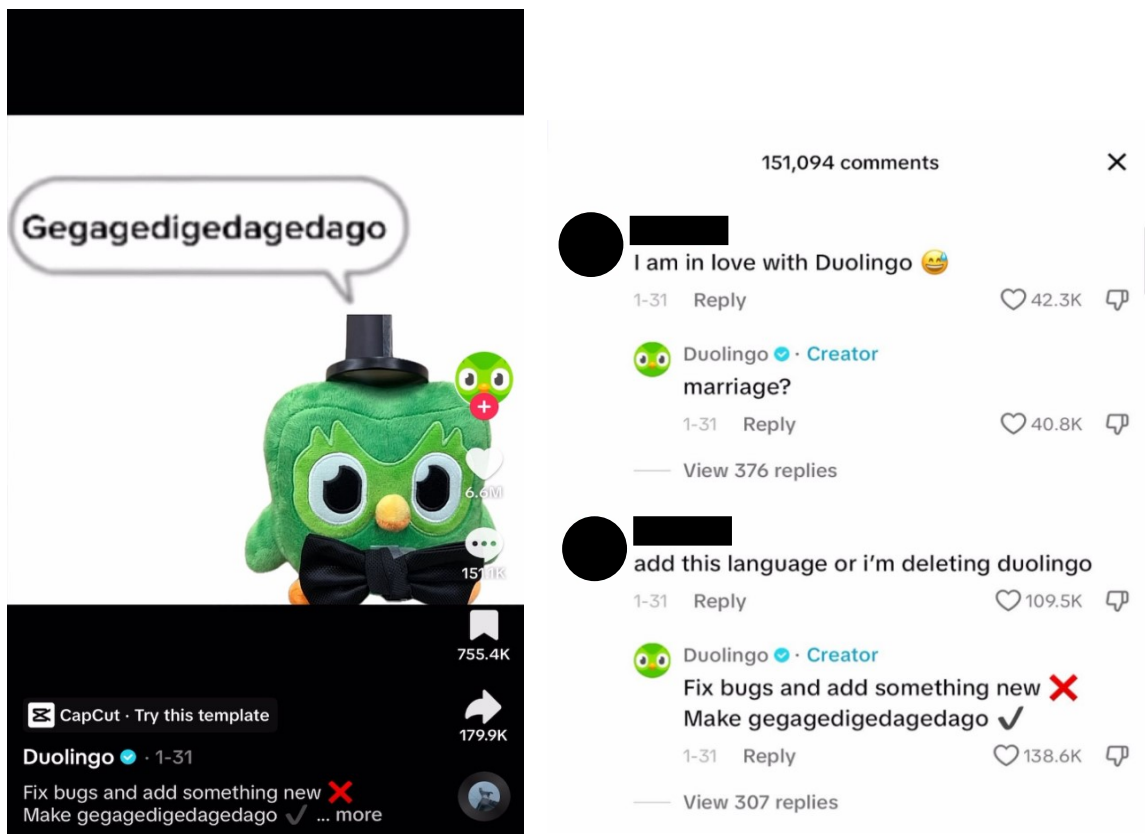 Gegagedigedagedago
6.6M
151.1K
755.4K
179.9K
CapCut · Try this template
Duolingo · 1-31
Fix bugs and add something new ❌
Make gegagedigedagedago ✔️ ... more
151,094 comments
I am in love with Duolingo 😅
1-31 Reply 42.3K
Duolingo · Creator
marriage?
1-31 Reply 40.8K
View 376 replies
add this language or i’m deleting duolingo
1-31 Reply 109.5K
Duolingo · Creator
Fix bugs and add something new ❌
Make gegagedigedagedago ✔️
1-31 Reply 138.6K
View 307 replies